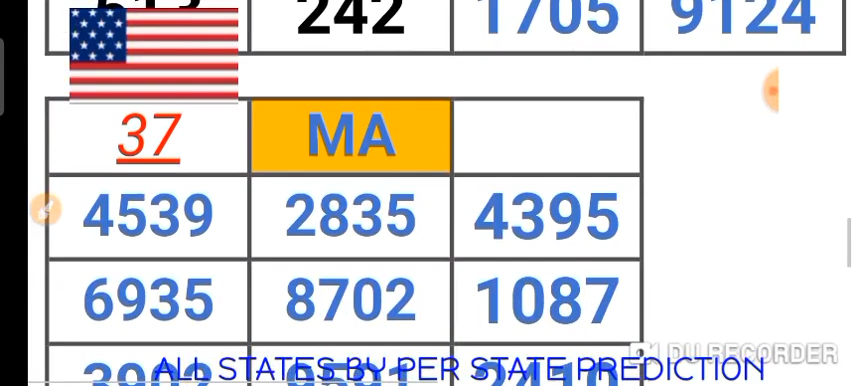 242 1705 9124
37 MA
4539 2835 4395
6935 8702 1087
DU RECORDER
ALL STATES BY PER STATE PREDICTION